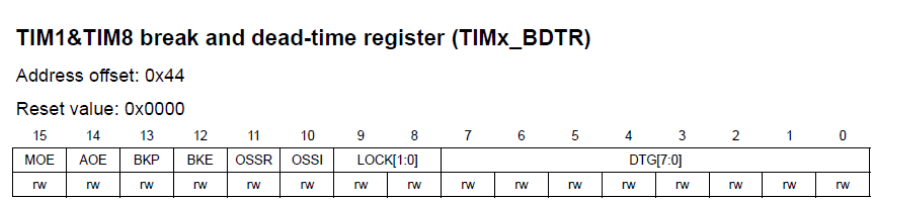 TIM1&TIM8 break and dead-time register (TIMx_BDTR)
Address offset: 0x44
Reset value: 0x0000
15 14 13 12 11 10 9 8 7 6 5 4 3 2 1 0
MOE AOE BKP BKE OSSR OSSI LOCK[1:0] DTG[7:0]
rw rw rw rw rw rw rw rw rw rw rw rw rw rw rw rw